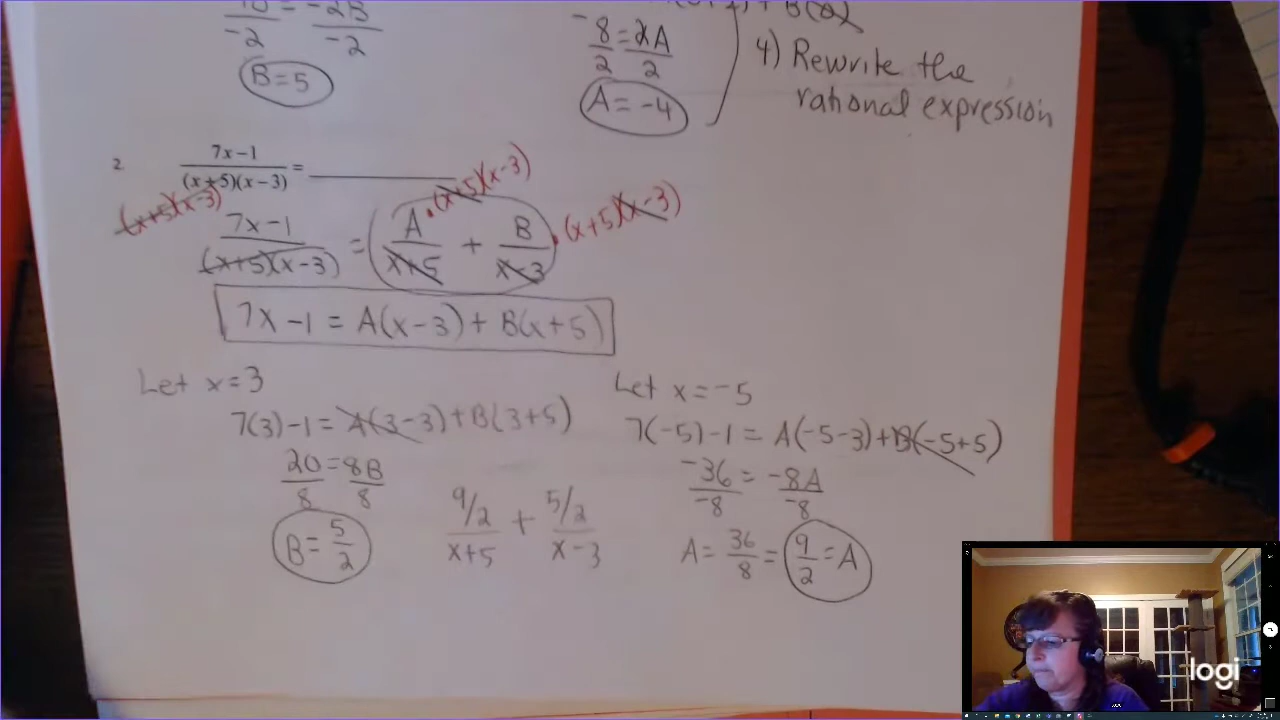 -2 -2
B = 5
-8 = 2A
2 2
A = -4
4) Rewrite the
rational expression
2
7x-1
(x+5)(x-3) = __________
(x+5)(x-3)
7x-1 = A • (x+5)(x-3) + B • (x+5)(x-3)
(x+5)(x-3) x+5 x-3
7x-1 = A(x-3) + B(x+5)
Let x=3
7(3)-1 = A(3-3) + B(3+5)
20 = 8B
8 8
B = 5/2
9/2 + 5/2
x+5 x-3
Let x = -5
7(-5)-1 = A(-5-3) + B(-5+5)
-36 = -8A
-8 -8
A = 36/8 = 9/2 = A
logi